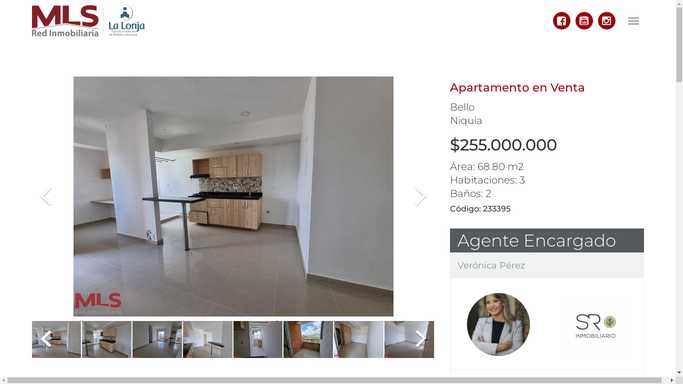 MLS
Red Inmobiliaria
La Lonja
Apartamento en Venta
Bello
Niquia
$255.000.000
Área: 68.80 m2
Habitaciones: 3
Baños: 2
Código: 233395
Agente Encargado
Verónica Pérez
MLS
SR
INMOBILIARIO